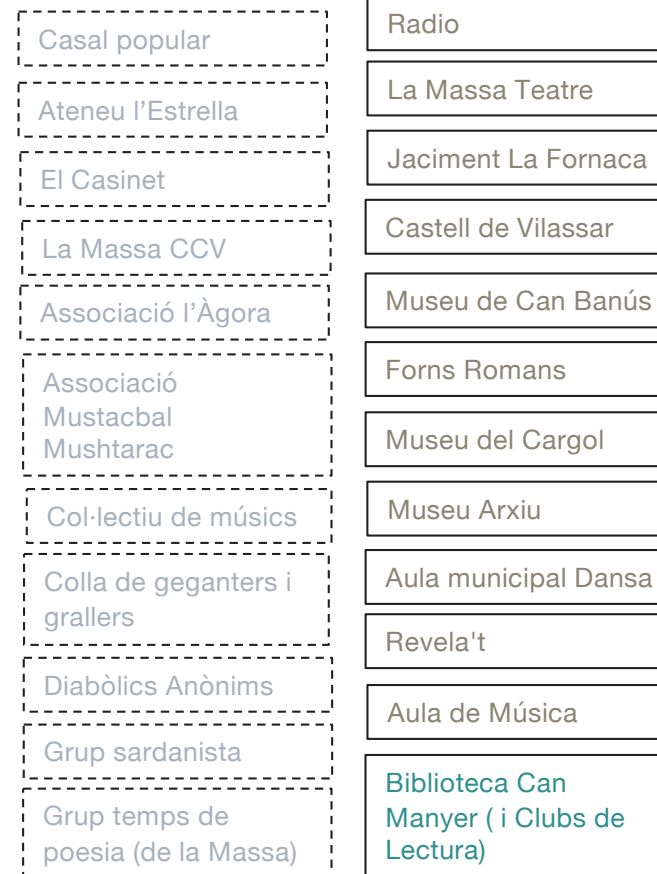 Casal popular
Ateneu l'Estrella
El Casinet
La Massa CCV
Associació l'Àgora
Associació
Mustacbal
Mushtarac
Col·lectiu de músics
Colla de geganters i
grallers
Diabòlics Anònims
Grup sardanista
Grup temps de
poesia (de la Massa)
Radio
La Massa Teatre
Jaciment La Fornaca
Castell de Vilassar
Museu de Can Banús
Forns Romans
Museu del Cargol
Museu Arxiu
Aula municipal Dansa
Revela't
Aula de Música
Biblioteca Can
Manyer ( i Clubs de
Lectura)